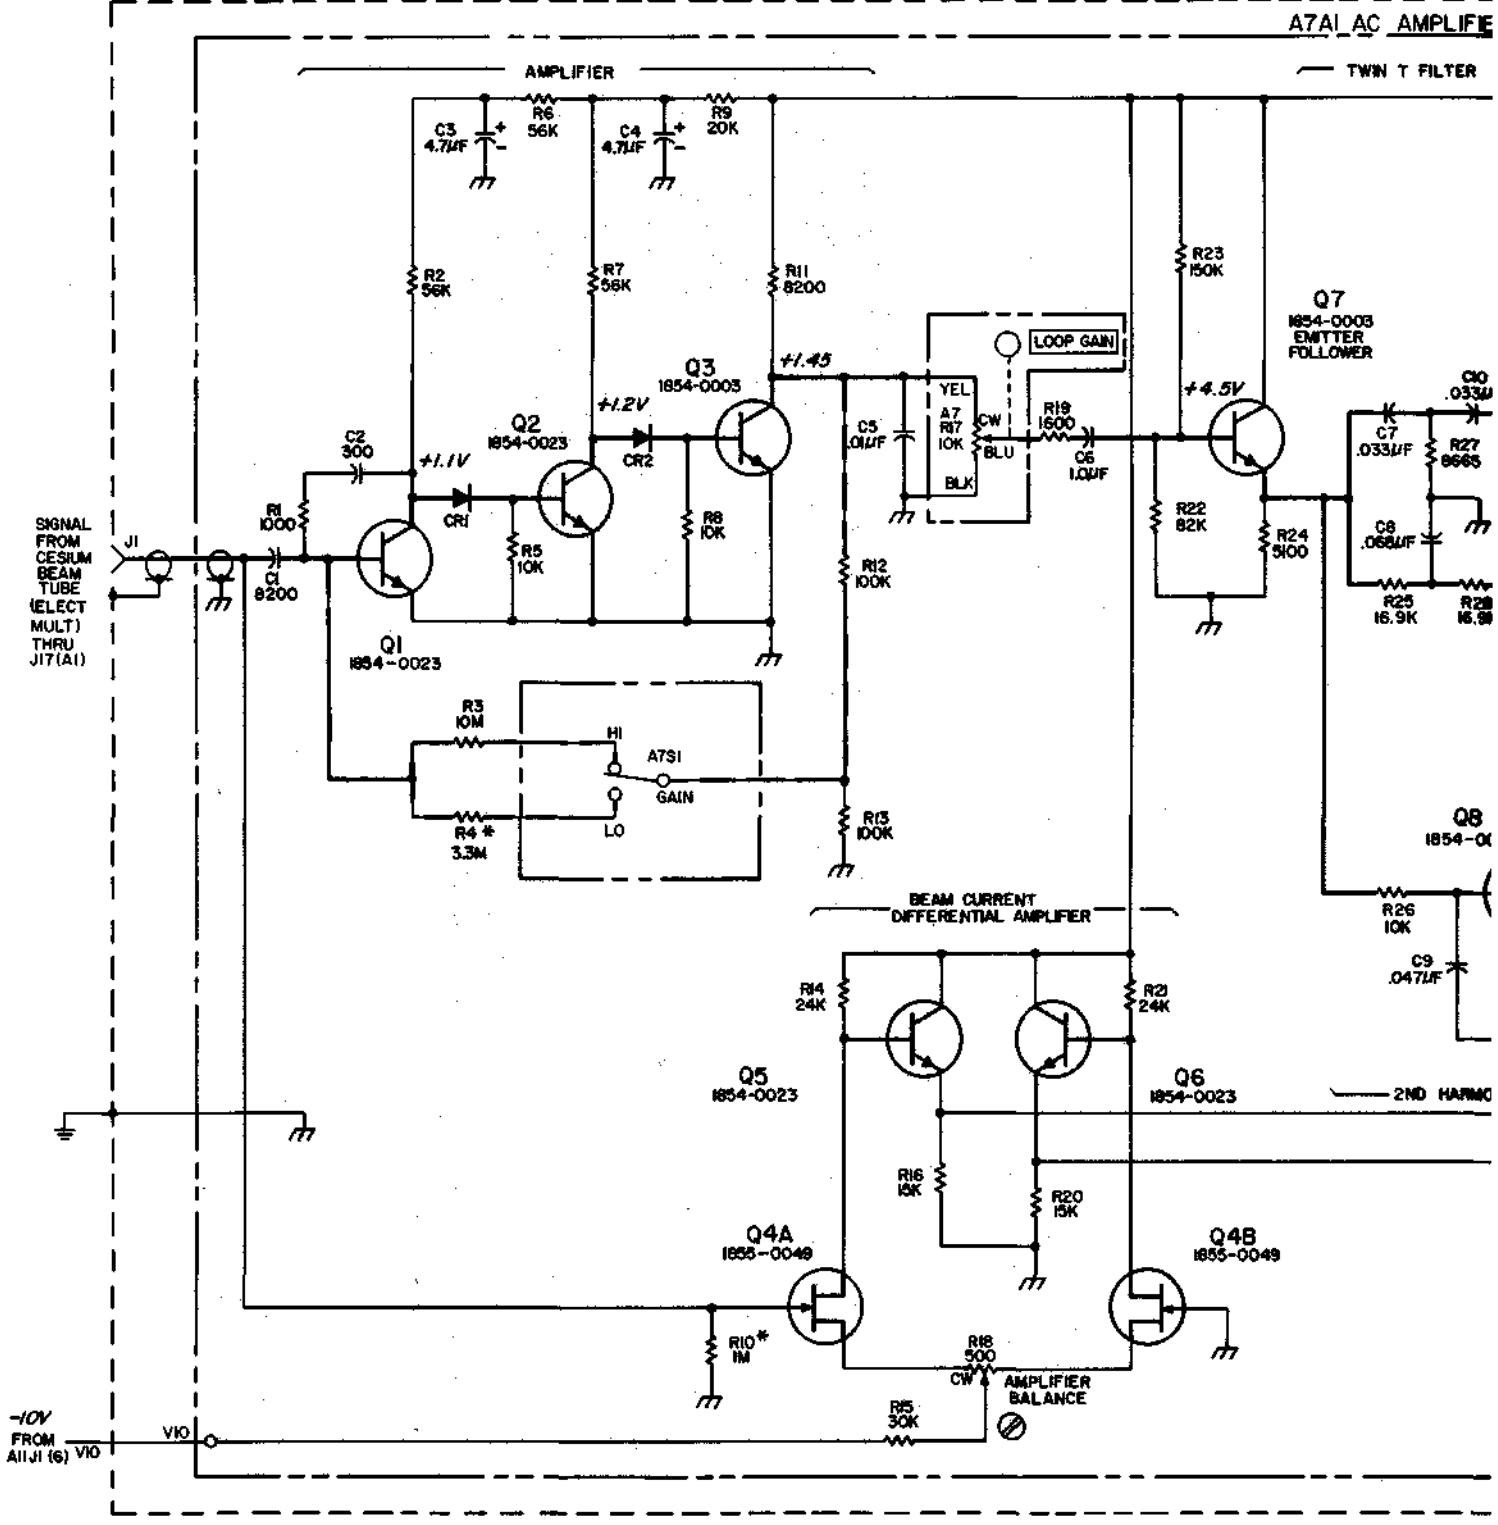 A7A1 AC AMPLIFIE
AMPLIFIER
TWIN T FILTER
R6
56K
R9
20K
C3
4.7µF
+
-
C4
4.7µF
+
-
R2
56K
R7
56K
R11
8200
R23
150K
Q7
1854-0003
EMITTER
FOLLOWER
LOOP GAIN
+1.45
Q3
1854-0003
+4.5V
YEL
A7
R17
10K
CW
BLU
BLK
R19
1600
C6
1.0µF
C5
.01µF
C10
.033µ
C7
.033µF
R27
8665
Q2
1854-0023
+1.2V
CR2
C2
300
+1.1V
CR1
R1
1000
R5
10K
R8
10K
R12
100K
R22
82K
R24
5100
C8
.068µF
R25
16.9K
R28
16.9K
SIGNAL
FROM
CESIUM
BEAM
TUBE
(ELECT
MULT)
THRU
J17(A1)
J1
C1
8200
Q1
1854-0023
R3
10M
HI
A7S1
GAIN
LO
R4*
3.3M
R13
100K
Q8
1854-00
BEAM CURRENT
DIFFERENTIAL AMPLIFIER
R26
10K
C9
.047µF
R14
24K
R21
24K
Q5
1854-0023
Q6
1854-0023
2ND HARMO
R16
15K
R20
15K
Q4A
1855-0049
Q4B
1855-0049
R10*
1M
R18
500
CW
AMPLIFIER
BALANCE
R15
30K
-10V
FROM
A11J1 (6)
V10
V10